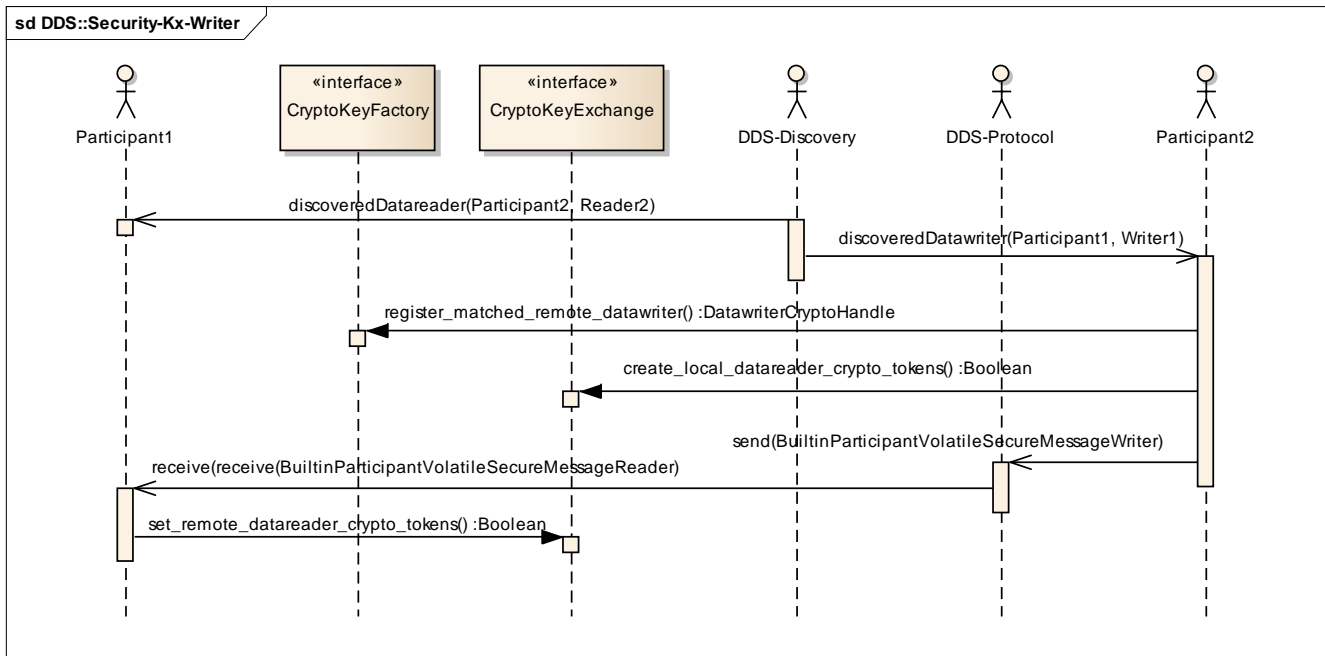 sd DDS::Security-Kx-Writer
«interface»
CryptoKeyFactory
«interface»
CryptoKeyExchange
Participant1
DDS-Discovery
DDS-Protocol
Participant2
discoveredDatareader(Participant2, Reader2)
discoveredDatawriter(Participant1, Writer1)
register_matched_remote_datawriter() :DatawriterCryptoHandle
create_local_datareader_crypto_tokens() :Boolean
send(BuiltinParticipantVolatileSecureMessageWriter)
receive(receive(BuiltinParticipantVolatileSecureMessageReader)
set_remote_datareader_crypto_tokens() :Boolean